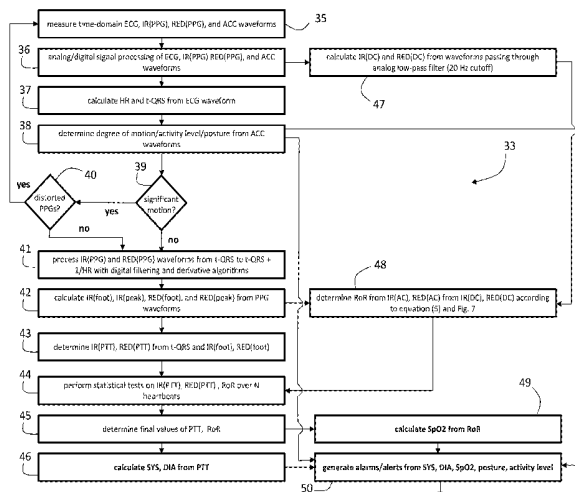 measure time-domain ECG, IR(PPG), RED(PPG), and ACC waveforms
35
36
analog/digital signal processing of ECG, IR(PPG) RED(PPG), and ACC
waveforms
calculate IR(DC) and RED(DC) from waveforms passing through
analog low-pass filter (20 Hz cutoff)
47
37
calculate HR and t-QRS from ECG waveform
38
determine degree of motion/activity level/posture from ACC
waveforms
33
40
39
yes
distorted
PPGs?
yes
significant
motion?
no
no
41
process IR(PPG) and RED(PPG) waveforms from t-QRS to t-QRS +
1/HR with digital filtering and derivative algorithms
48
42
calculate IR(foot), IR(peak), RED(foot), and RED(peak) from PPG
waveforms
determine RoR from IR(AC), RED(AC) from IR(DC), RED(DC) according
to equation (5) and Fig. 7
43
determine IR(PTT), RED(PTT) from t-QRS and IR(foot), RED(foot)
44
perform statistical tests on IR(PTT), RED(PTT), RoR over N
heartbeats
49
45
determine final values of PTT, RoR
calculate SpO2 from RoR
46
calculate SYS, DIA from PTT
generate alarms/alerts from SYS, DIA, SpO2, posture, activity level
50